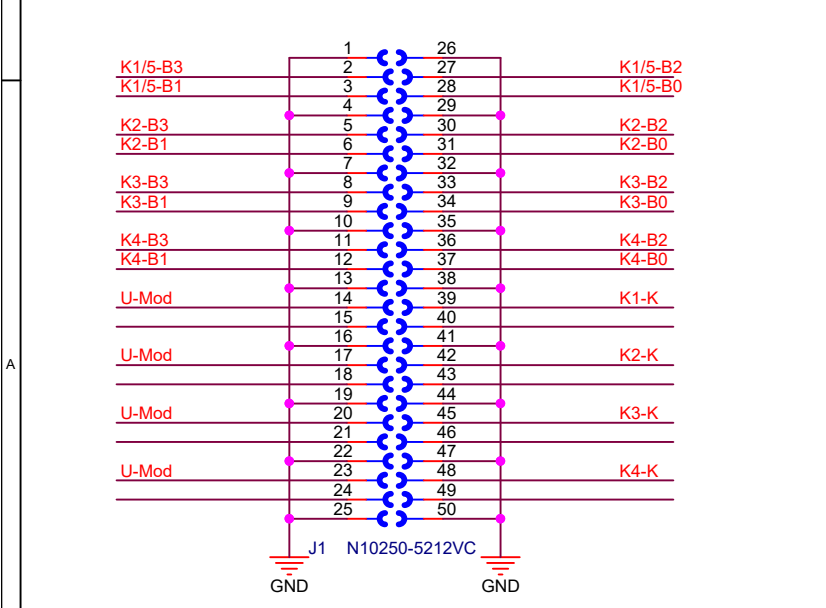 1 26
K1/5-B3 2 27 K1/5-B2
K1/5-B1 3 28 K1/5-B0
4 29
K2-B3 5 30 K2-B2
K2-B1 6 31 K2-B0
7 32
K3-B3 8 33 K3-B2
K3-B1 9 34 K3-B0
10 35
K4-B3 11 36 K4-B2
K4-B1 12 37 K4-B0
13 38
U-Mod 14 39 K1-K
15 40
16 41
A U-Mod 17 42 K2-K
18 43
19 44
U-Mod 20 45 K3-K
21 46
22 47
U-Mod 23 48 K4-K
24 49
25 50
J1 N10250-5212VC
GND GND